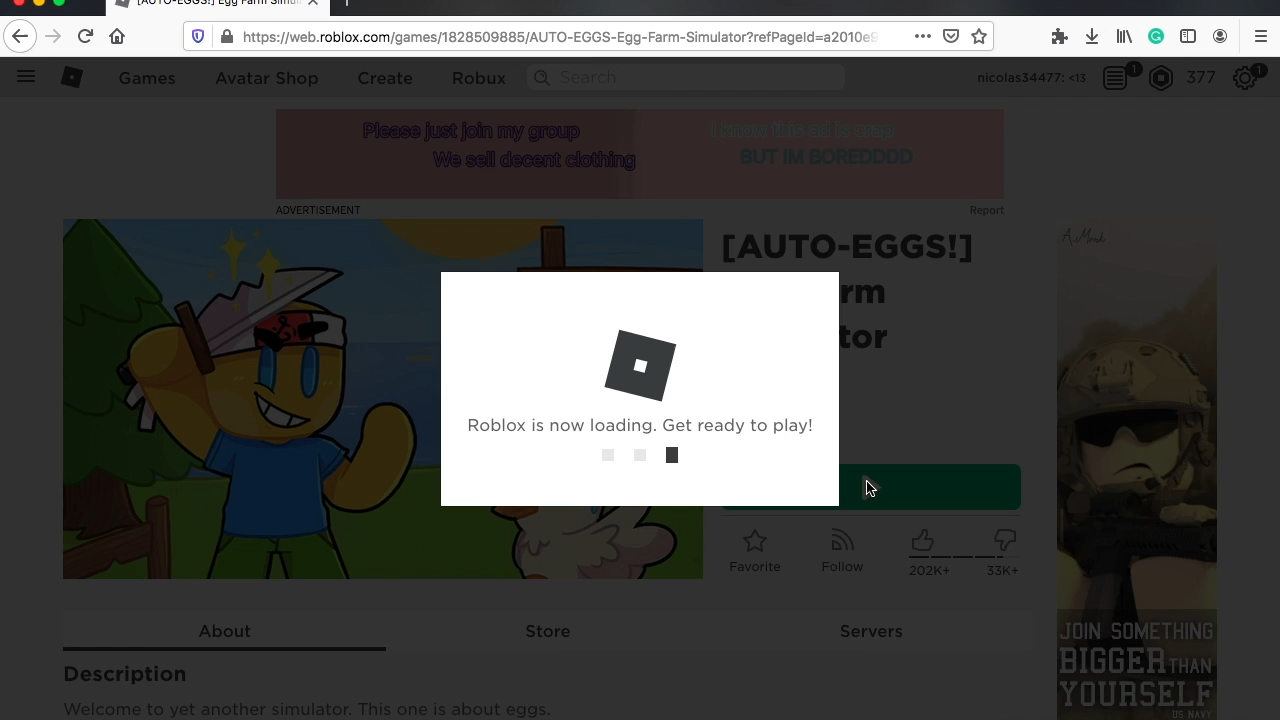 [AUTO-EGGS!] Egg Farm Simul
https://web.roblox.com/games/1828509885/AUTO-EGGS-Egg-Farm-Simulator?refPageId=a2010e9
Games
Avatar Shop
Create
Robux
Search
nicolas34477: <13
1
377
1
Please just join my group
I know this ad is crap
We sell decent clothing
BUT IM BOREDDDD
ADVERTISEMENT
Report
[AUTO-EGGS!]
rm
tor
Roblox is now loading. Get ready to play!
Favorite
Follow
202K+
33K+
About
Store
Servers
Description
Welcome to yet another simulator. This one is about eggs.
JOIN SOMETHING
BIGGER THAN
YOURSELF
US NAVY